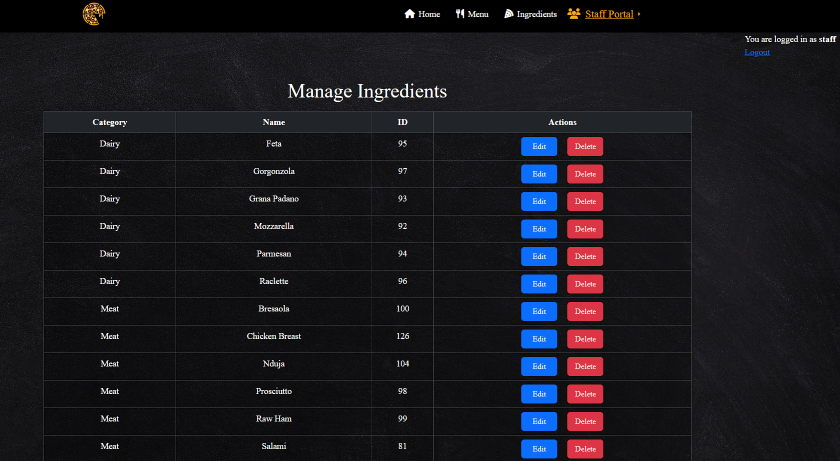 Home Menu Ingredients Staff Portal
You are logged in as staff
Logout
Manage Ingredients
Category Name ID Actions
Dairy Feta 95 Edit Delete
Dairy Gorgonzola 97 Edit Delete
Dairy Grana Padano 93 Edit Delete
Dairy Mozzarella 92 Edit Delete
Dairy Parmesan 94 Edit Delete
Dairy Raclette 96 Edit Delete
Meat Bresaola 100 Edit Delete
Meat Chicken Breast 126 Edit Delete
Meat Nduja 104 Edit Delete
Meat Prosciutto 98 Edit Delete
Meat Raw Ham 99 Edit Delete
Meat Salami 81 Edit Delete